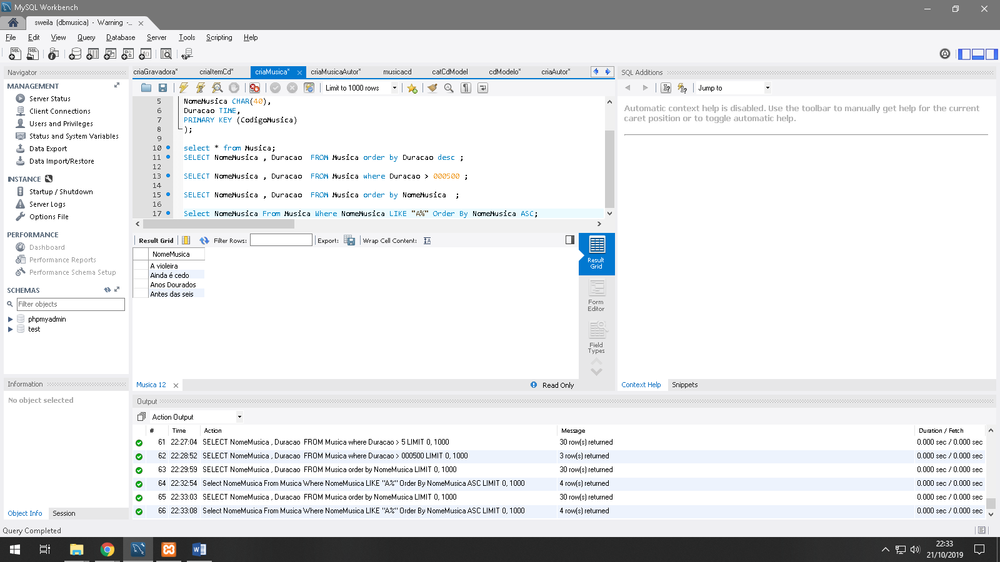 MySQL Workbench
sweila (dbmusica) - Warning -...
File Edit View Query Database Server Tools Scripting Help
Navigator
MANAGEMENT
Server Status
Client Connections
Users and Privileges
Status and System Variables
Data Export
Data Import/Restore
INSTANCE
Startup / Shutdown
Server Logs
Options File
PERFORMANCE
Dashboard
Performance Reports
Performance Schema Setup
SCHEMAS
Filter objects
phpmyadmin
test
Information
No object selected
Object Info Session
criaGravadora* criaItemCd* criaMusica* criaMusicaAutor* musicacd catCdModel cdModelo* criaAutor*
Limit to 1000 rows
5 NomeMusica CHAR(40),
6 Duracao TIME,
7 PRIMARY KEY (CodigoMusica)
8 );
9
10 select * from Musica;
11 SELECT NomeMusica , Duracao  FROM Musica order by Duracao desc ;
12
13 SELECT NomeMusica , Duracao  FROM Musica where Duracao > 000500 ;
14
15 SELECT NomeMusica , Duracao  FROM Musica order by NomeMusica  ;
16
17 Select NomeMusica From Musica Where NomeMusica LIKE "A%" Order By NomeMusica ASC;
Result Grid Filter Rows: Export: Wrap Cell Content:
NomeMusica
A violeira
Ainda é cedo
Anos Dourados
Antes das seis
Result Grid
Form Editor
Field Types
Musica 12 Read Only
SQL Additions
Jump to
Automatic context help is disabled. Use the toolbar to manually get help for the current
caret position or to toggle automatic help.
Context Help Snippets
Output
Action Output
# Time Action Message Duration / Fetch
61 22:27:04 SELECT NomeMusica , Duracao  FROM Musica where Duracao > 5 LIMIT 0, 1000 30 row(s) returned 0.000 sec / 0.000 sec
62 22:28:52 SELECT NomeMusica , Duracao  FROM Musica where Duracao > 000500 LIMIT 0, 1000 3 row(s) returned 0.000 sec / 0.000 sec
63 22:29:59 SELECT NomeMusica , Duracao  FROM Musica order by NomeMusica LIMIT 0, 1000 30 row(s) returned 0.000 sec / 0.000 sec
64 22:32:54 Select NomeMusica From Musica Where NomeMusica LIKE "A%" Order By NomeMusica ASC LIMIT 0, 1000 4 row(s) returned 0.000 sec / 0.000 sec
65 22:33:03 SELECT NomeMusica , Duracao  FROM Musica order by NomeMusica LIMIT 0, 1000 30 row(s) returned 0.000 sec / 0.000 sec
66 22:33:08 Select NomeMusica From Musica Where NomeMusica LIKE "A%" Order By NomeMusica ASC LIMIT 0, 1000 4 row(s) returned 0.000 sec / 0.000 sec
Query Completed
22:33
21/10/2019